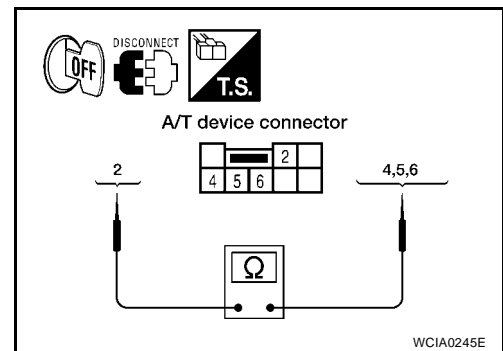 OFF
DISCONNECT
T.S.
A/T device connector
2
2
4,5,6
4 5 6
Ω
WCIA0245E